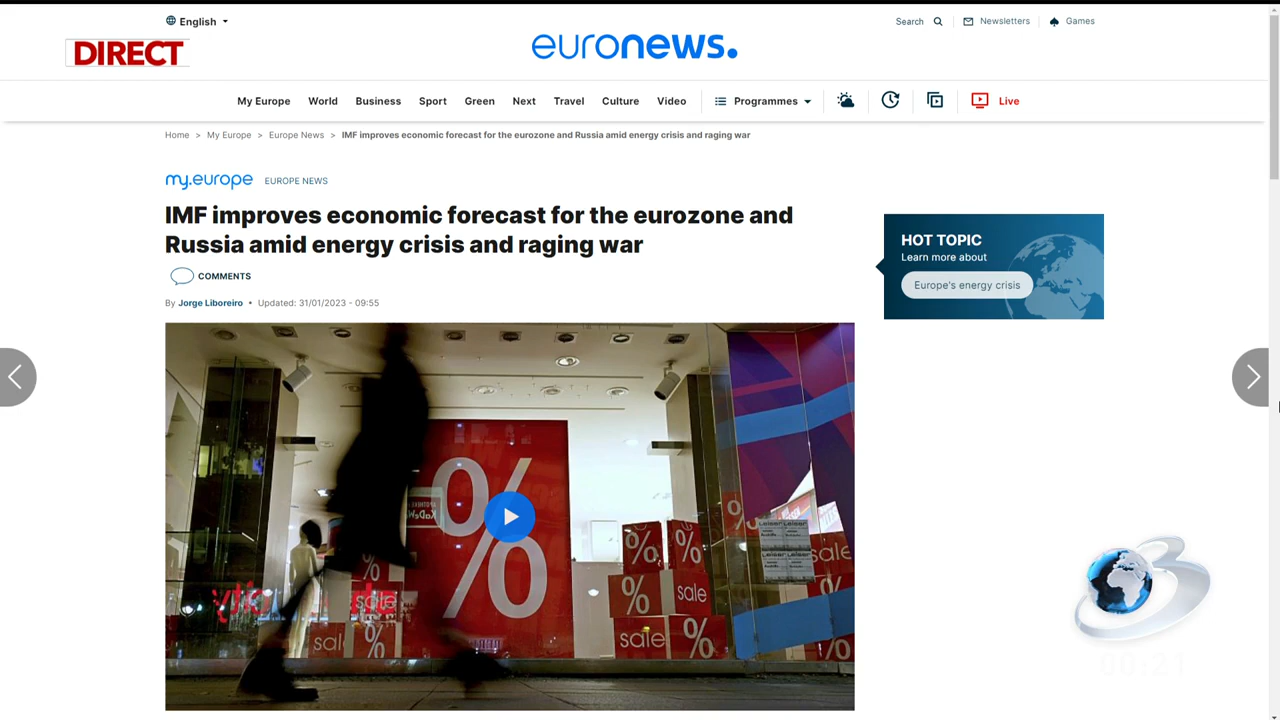 English
Search
Newsletters
Games
DIRECT
euronews.
My Europe
World
Business
Sport
Green
Next
Travel
Culture
Video
Programmes
Live
Home > My Europe > Europe News > IMF improves economic forecast for the eurozone and Russia amid energy crisis and raging war
my.europe
EUROPE NEWS
IMF improves economic forecast for the eurozone and
Russia amid energy crisis and raging war
COMMENTS
By Jorge Liboreiro • Updated: 31/01/2023 - 09:55
HOT TOPIC
Learn more about
Europe's energy crisis
%
%
%
%
%
sale
%
sale
sale
%
sale
%
sal
%
%
00:21